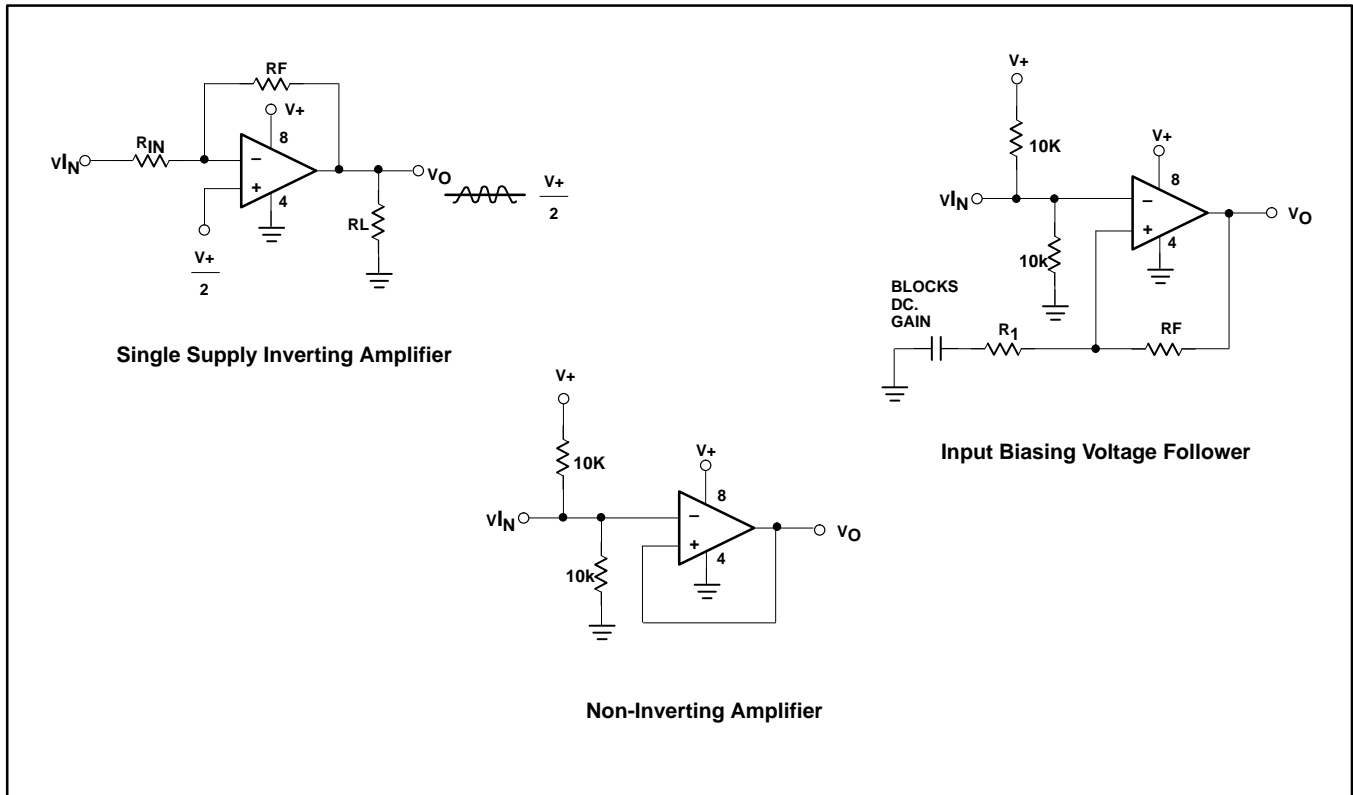 RF
V+
8
RIN
VIN
−
+
4
VO
V+
2
RL
V+
2
Single Supply Inverting Amplifier
V+
10K
V+
8
VIN
−
+
4
VO
10k
BLOCKS
DC.
GAIN
R1
RF
Input Biasing Voltage Follower
V+
10K
V+
8
VIN
−
+
4
VO
10k
Non-Inverting Amplifier